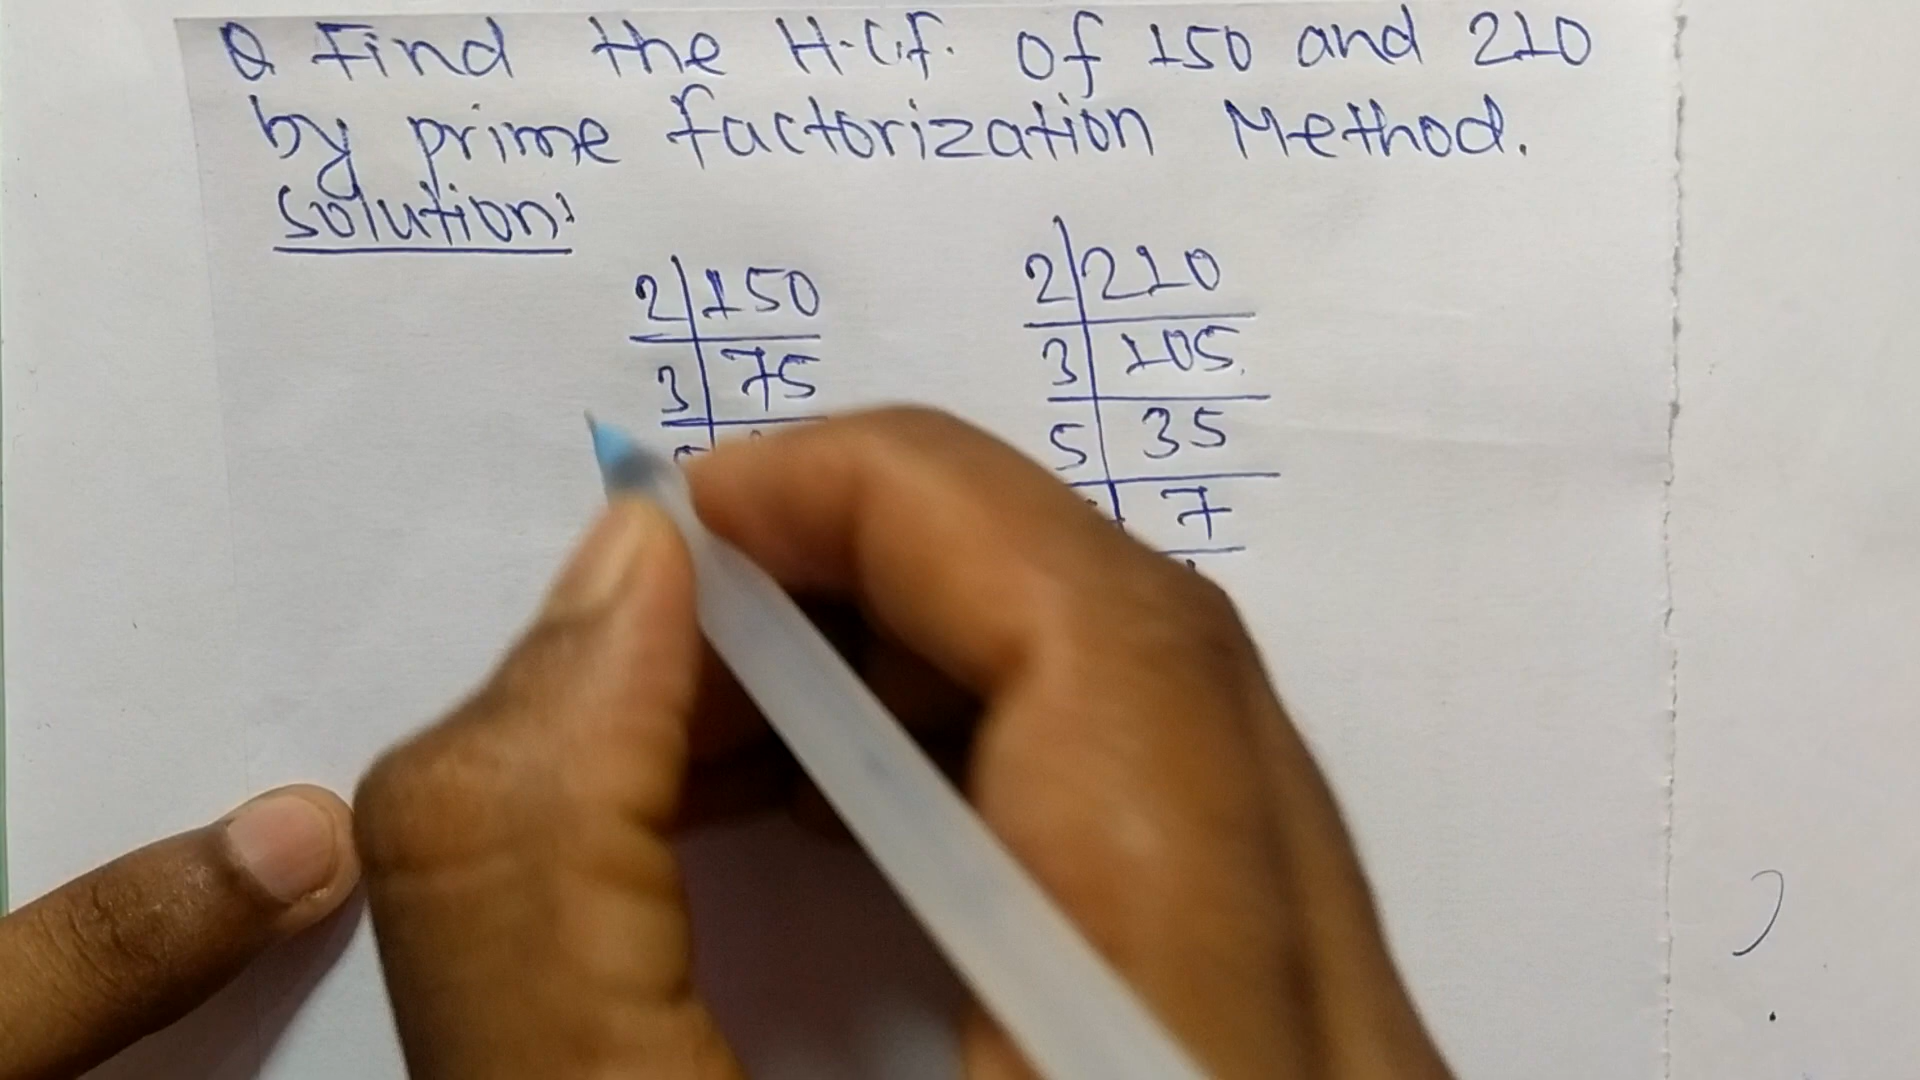 Q Find the H.C.F. of 150 and 210
by prime factorization Method.
Solution:
2 150
3 75
5
2 210
3 105
5 35
7